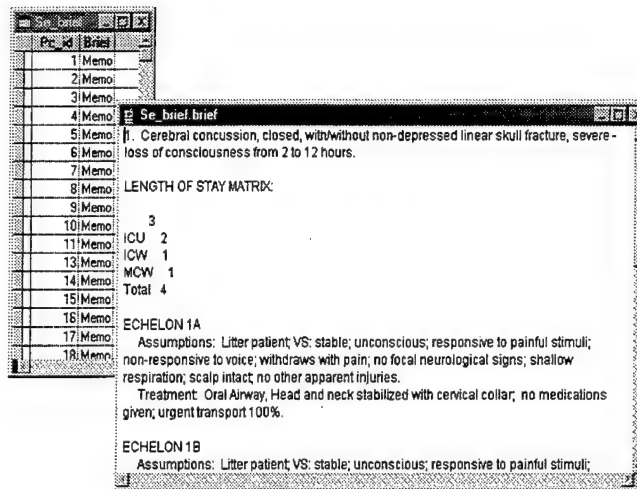 Se_brief
Pc_id Brief
1 Memo
2 Memo
3 Memo
4 Memo
5 Memo
6 Memo
7 Memo
8 Memo
9 Memo
10 Memo
11 Memo
13 Memo
14 Memo
15 Memo
16 Memo
17 Memo
18 Memo
Se_brief.brief
1. Cerebral concussion, closed, with/without non-depressed linear skull fracture, severe -
loss of consciousness from 2 to 12 hours.
LENGTH OF STAY MATRIX:
3
ICU 2
ICW 1
MCW 1
Total 4
ECHELON 1A
Assumptions: Litter patient; VS: stable; unconscious; responsive to painful stimuli;
non-responsive to voice; withdraws with pain; no focal neurological signs; shallow
respiration; scalp intact; no other apparent injuries.
Treatment: Oral Airway, Head and neck stabilized with cervical collar; no medications
given; urgent transport 100%.
ECHELON 1B
Assumptions: Litter patient; VS: stable; unconscious; responsive to painful stimuli;